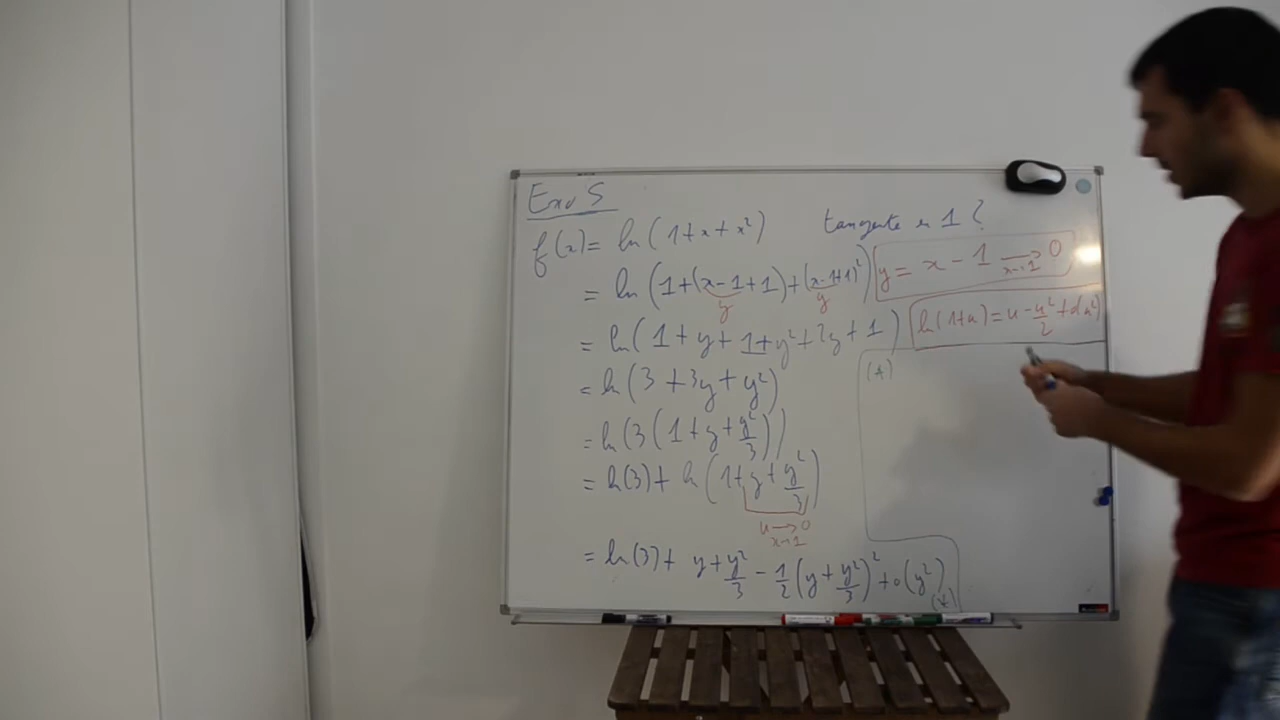 Exo 5
f(x) = ln(1+x+x²) tangente en 1 ?
= ln(1+(x-1+1)+(x-1+1)²) y = x - 1 ⟶ 0
x→1
y y
= ln(1+y+1+y²+2y+1) ln(1+u) = u - u²/2 + o(u²)
= ln(3+3y+y²) (*)
= ln(3(1+y+y²/3))
= ln(3) + ln(1+y+y²/3)
u ⟶ 0
x→1
= ln(3) + y + y²/3 - 1/2(y+y²/3)² + o(y²)
(*)